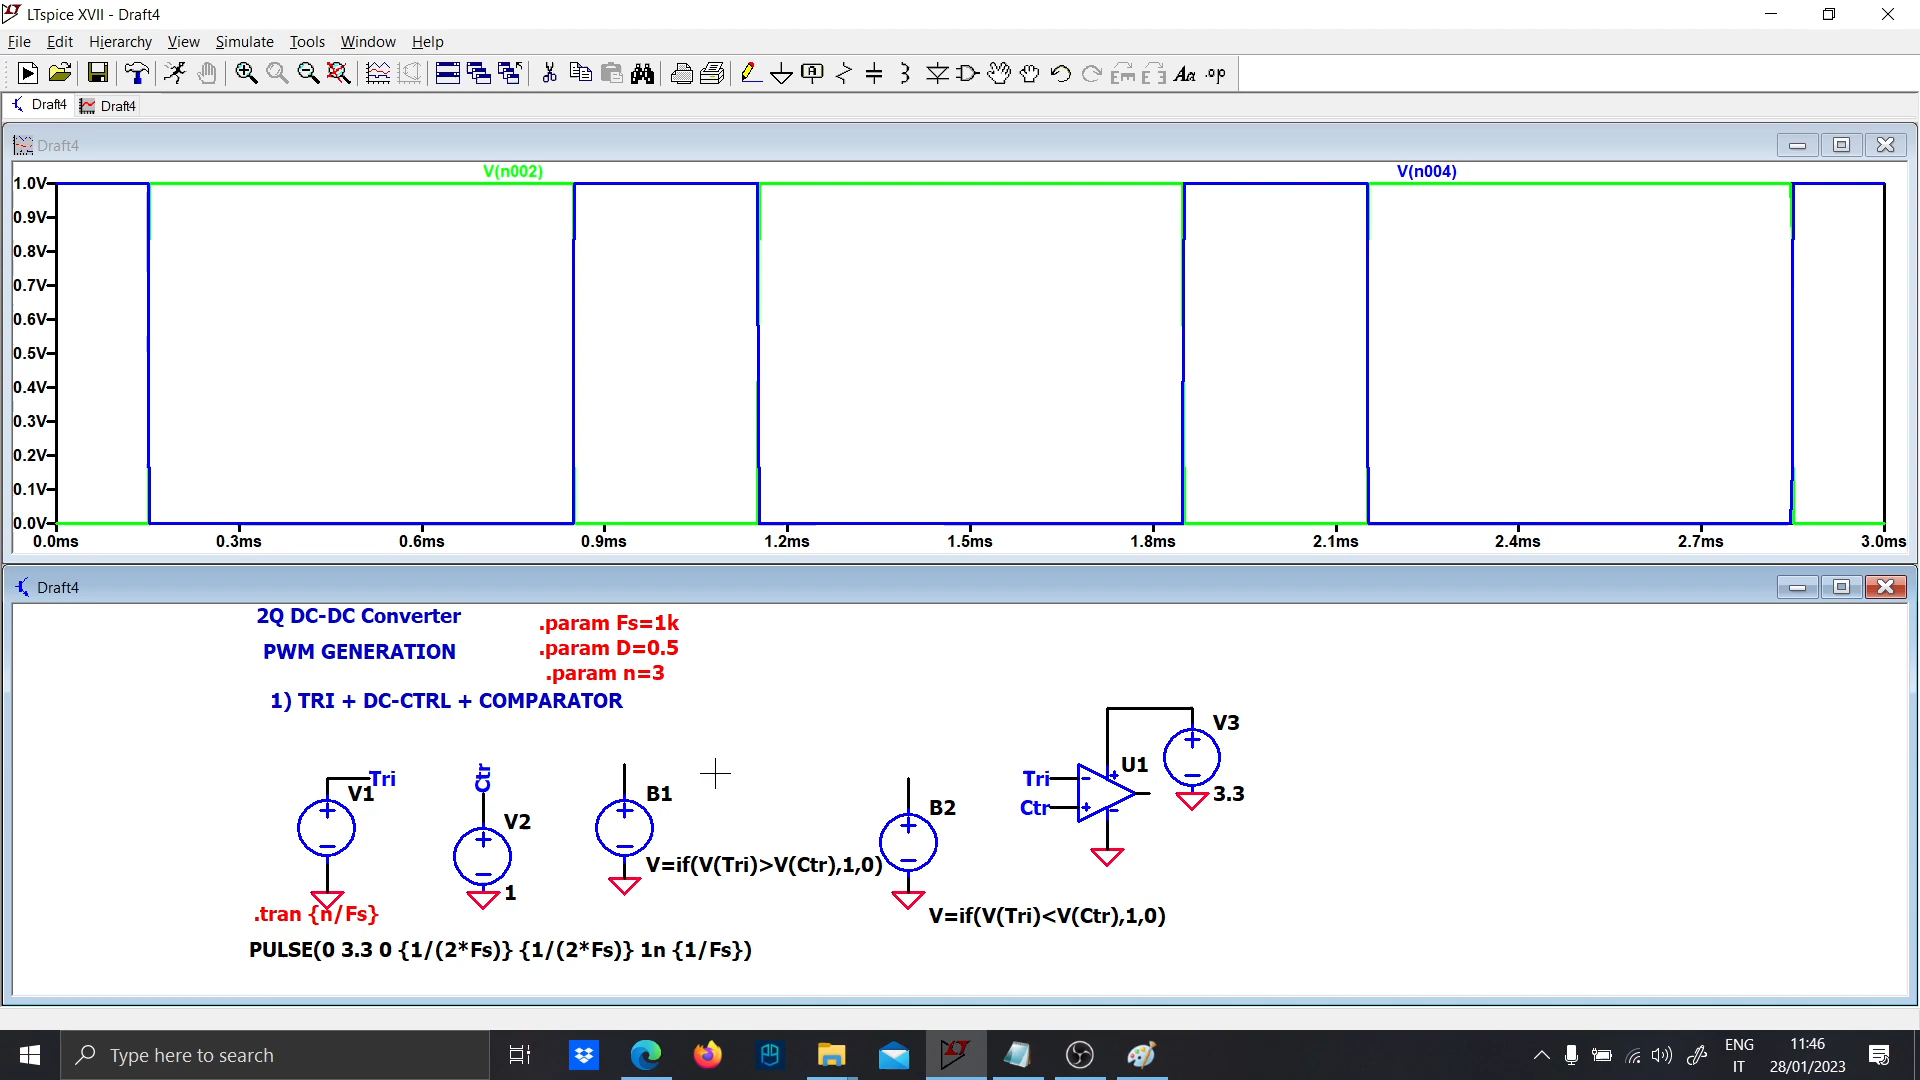 LTspice XVII - Draft4
File Edit Hierarchy View Simulate Tools Window Help
Aa .op
Draft4 Draft4
Draft4
V(n002) V(n004)
1.0V
0.9V
0.8V
0.7V
0.6V
0.5V
0.4V
0.3V
0.2V
0.1V
0.0V
0.0ms 0.3ms 0.6ms 0.9ms 1.2ms 1.5ms 1.8ms 2.1ms 2.4ms 2.7ms 3.0ms
Draft4
2Q DC-DC Converter
.param Fs=1k
PWM GENERATION
.param D=0.5
.param n=3
1) TRI + DC-CTRL + COMPARATOR
V3
Tri Ctr Tri U1
V1 B1 3.3
V2 B2 Ctr
V=if(V(Tri)>V(Ctr),1,0)
1
.tran {n/Fs} V=if(V(Tri)<V(Ctr),1,0)
PULSE(0 3.3 0 {1/(2*Fs)} {1/(2*Fs)} 1n {1/Fs})
Type here to search
ENG 11:46
IT 28/01/2023